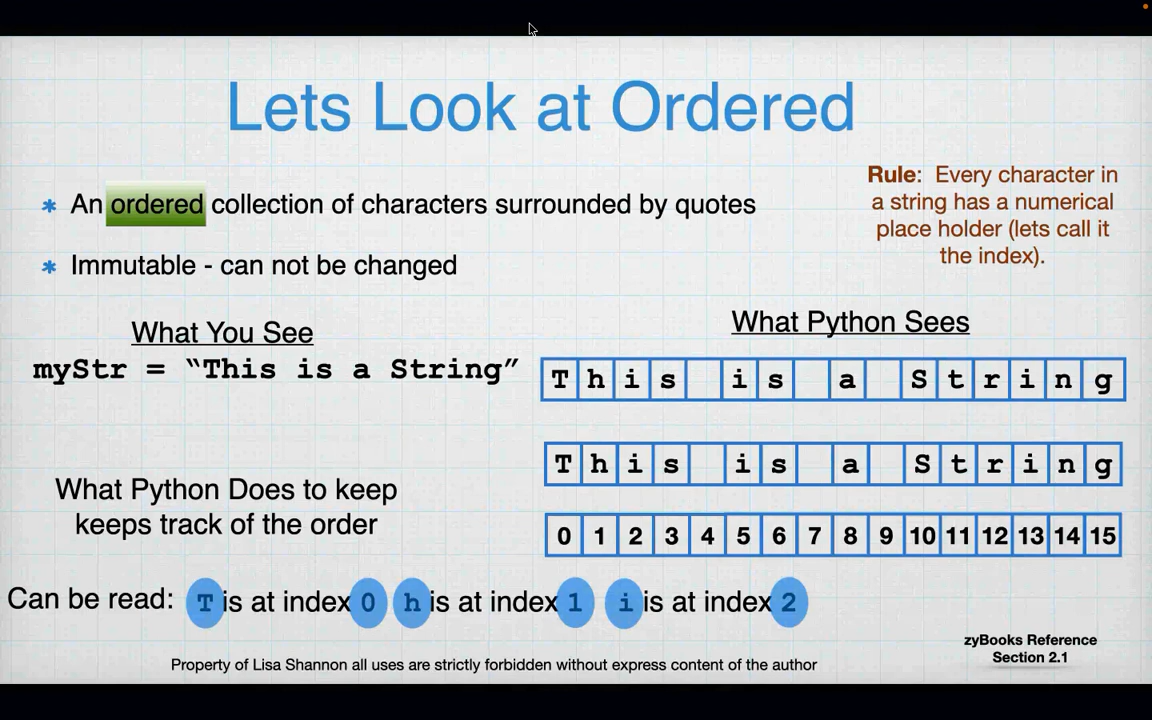 Lets Look at Ordered
* An ordered collection of characters surrounded by quotes
* Immutable - can not be changed
Rule: Every character in
a string has a numerical
place holder (lets call it
the index).
What You See
myStr = “This is a String”
What Python Sees
T h i s   i s   a   S t r i n g
What Python Does to keep
keeps track of the order
T h i s   i s   a   S t r i n g
0 1 2 3 4 5 6 7 8 9 10 11 12 13 14 15
Can be read: T is at index 0 h is at index 1 i is at index 2
zyBooks Reference
Section 2.1
Property of Lisa Shannon all uses are strictly forbidden without express content of the author